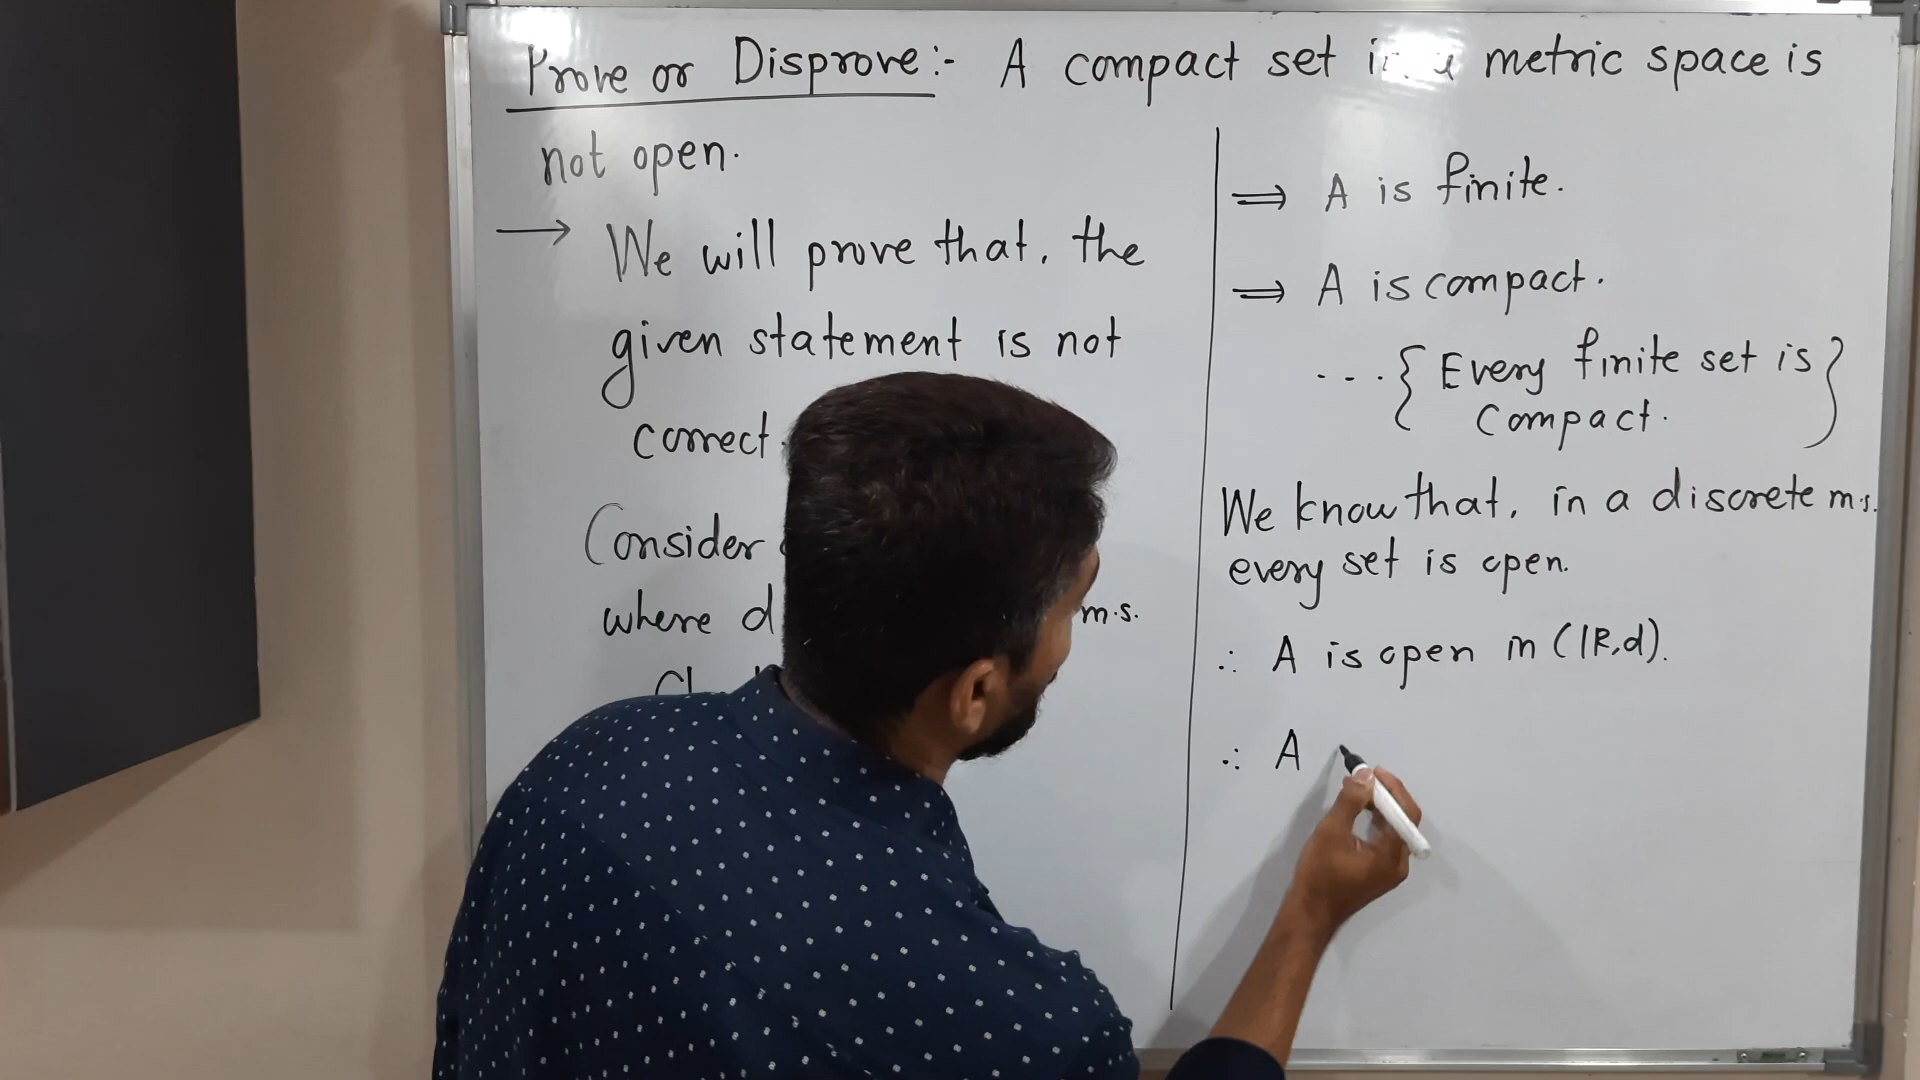 Prove or Disprove:- A compact set metric space is
not open.
→ We will prove that, the
given statement is not
correct.
Consider
where d m.s.
⟹ A is finite.
⟹ A is compact.
...{ Every finite set is
compact. }
We know that, in a discrete m.s.
every set is open.
∴ A is open in (ℝ,d).
∴ A